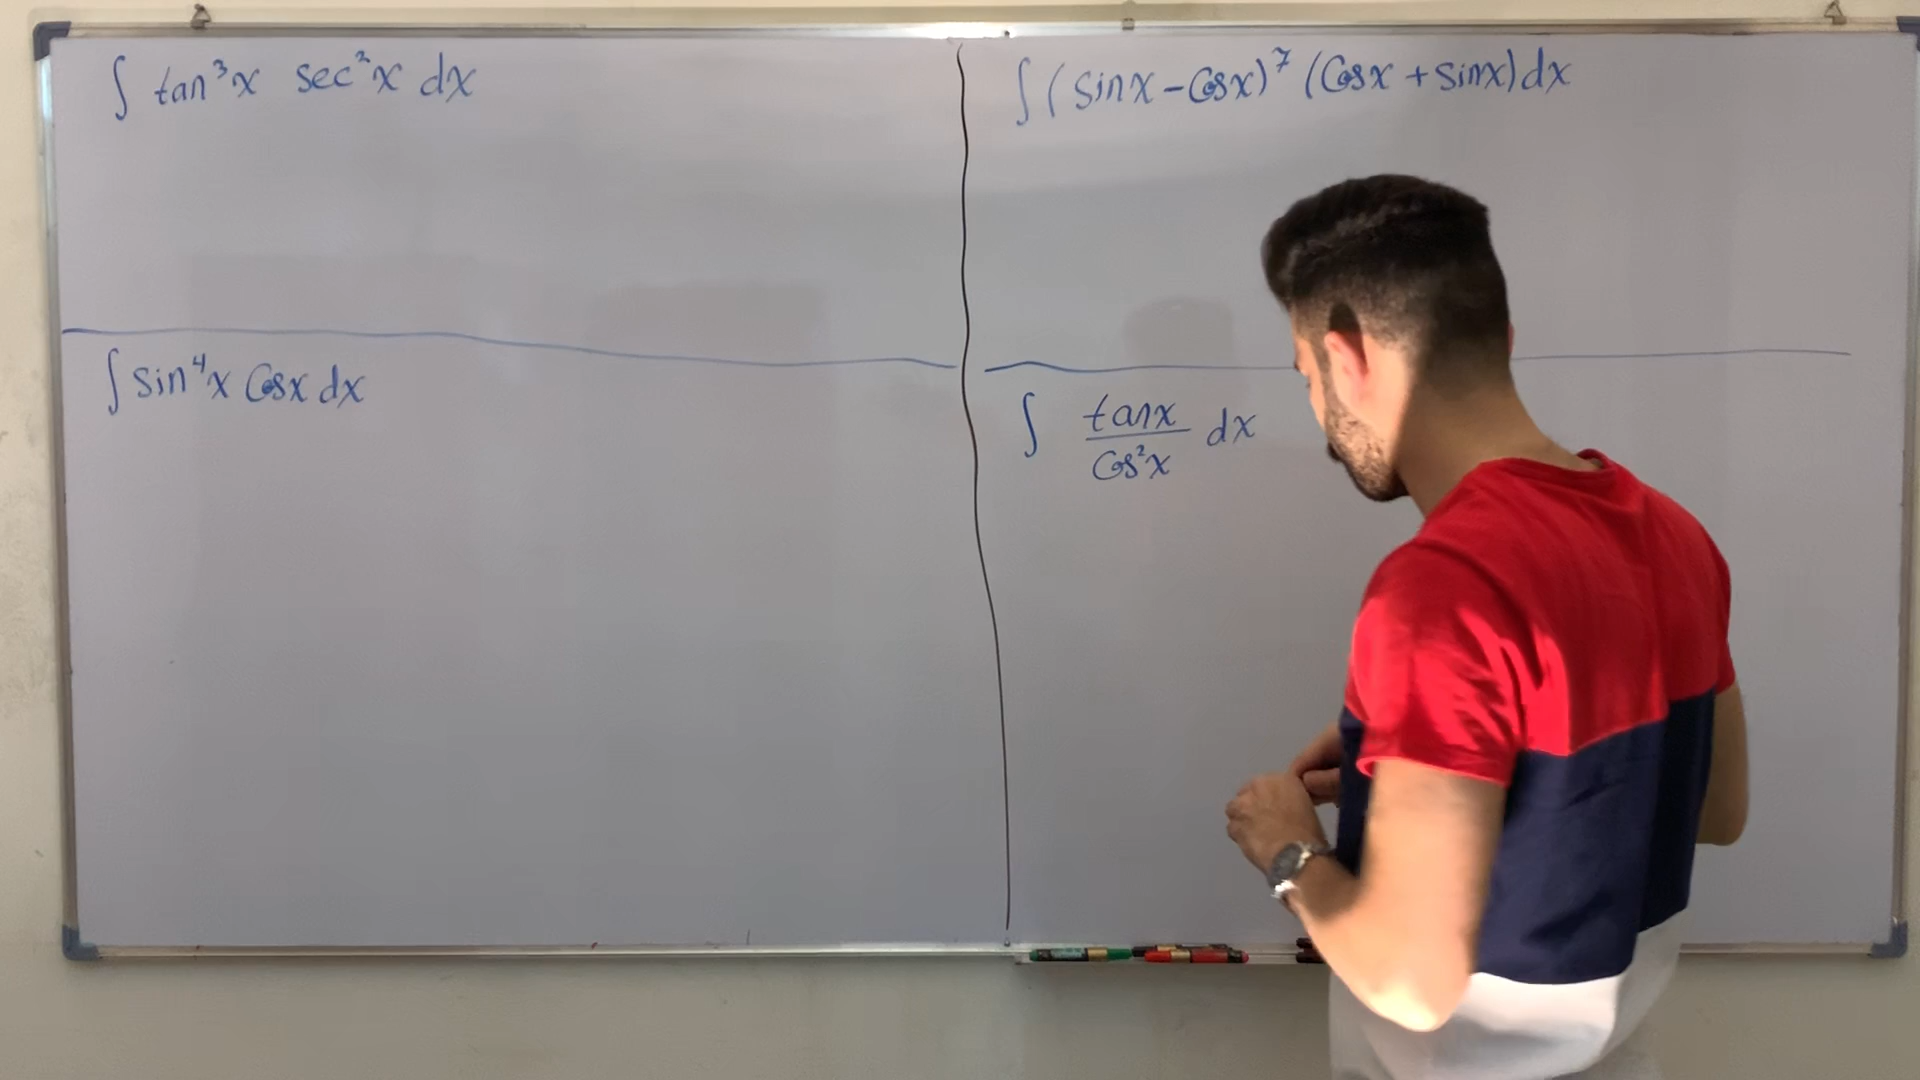 ∫ tan³x sec²x dx
∫ sin⁴x Cosx dx
∫ (sinx - Cosx)⁷ (Cosx + sinx) dx
∫ tanx / Cos²x dx